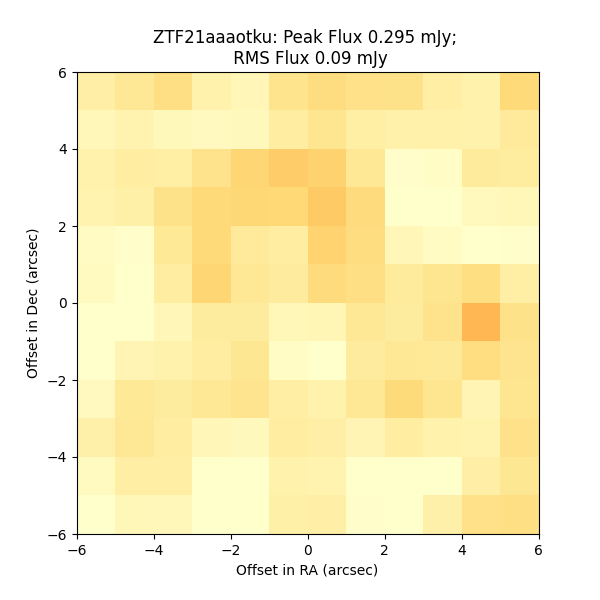 ZTF21aaaotku: Peak Flux 0.295 mJy;
RMS Flux 0.09 mJy
6
4
2
0
−2
−4
−6
Offset in Dec (arcsec)
−6 −4 −2 0 2 4 6
Offset in RA (arcsec)